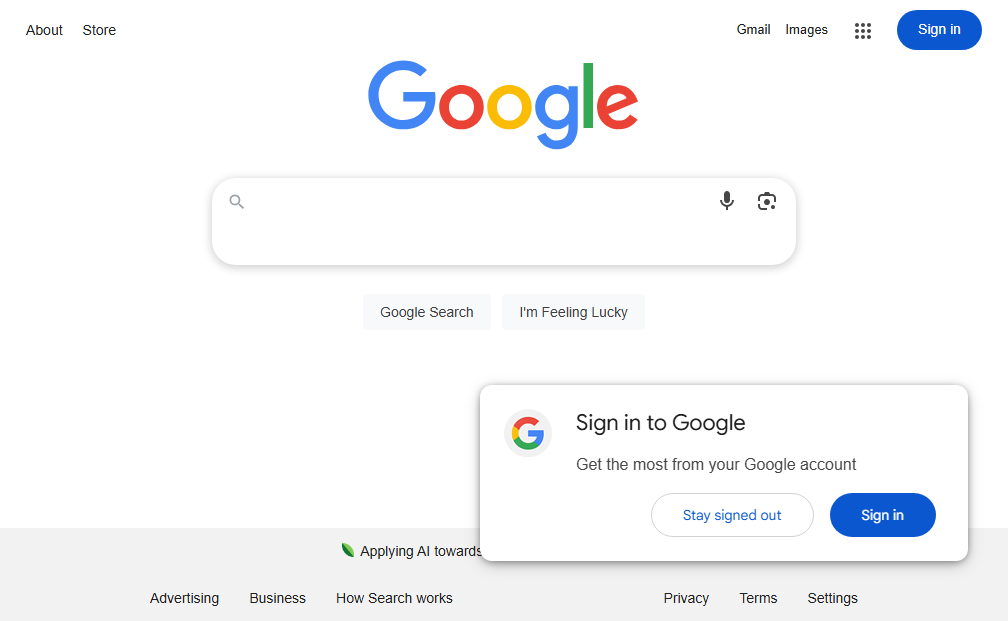 About Store Gmail Images Sign in
Google
Google Search I'm Feeling Lucky
Sign in to Google
Get the most from your Google account
Stay signed out Sign in
Applying AI towards
Advertising Business How Search works Privacy Terms Settings